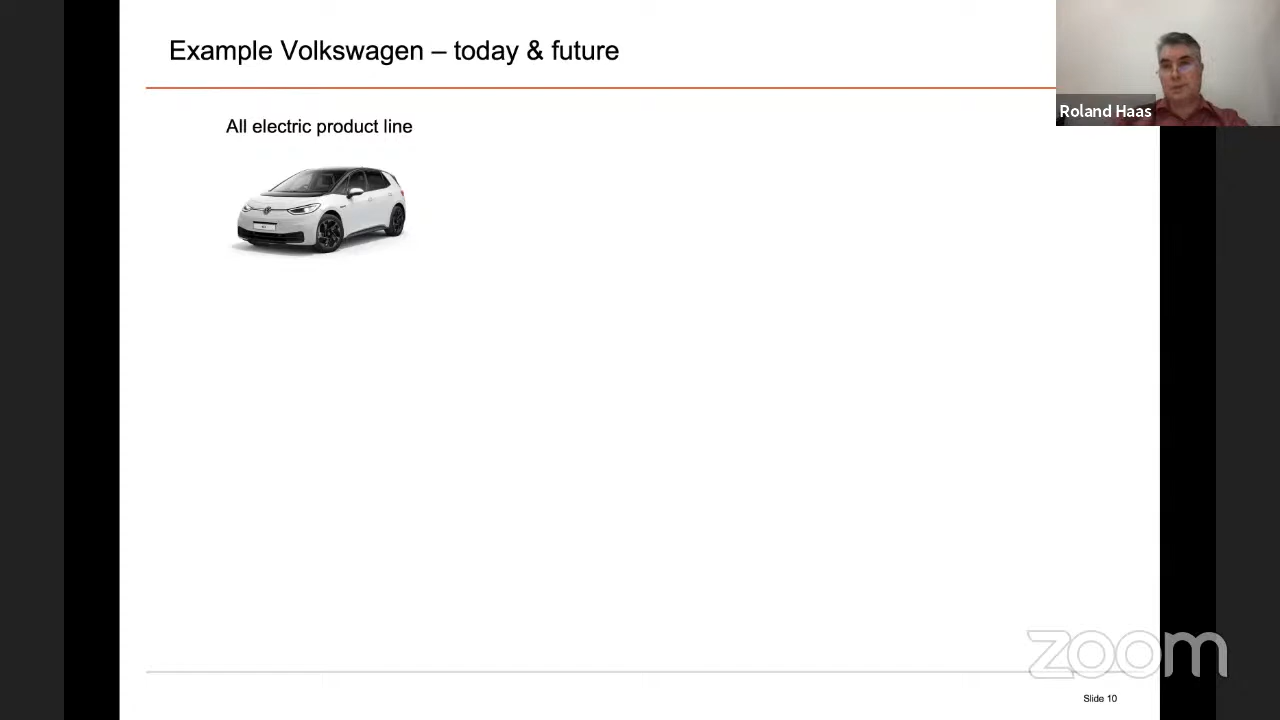 Example Volkswagen – today & future
Roland Haas
All electric product line
zoom
Slide 10